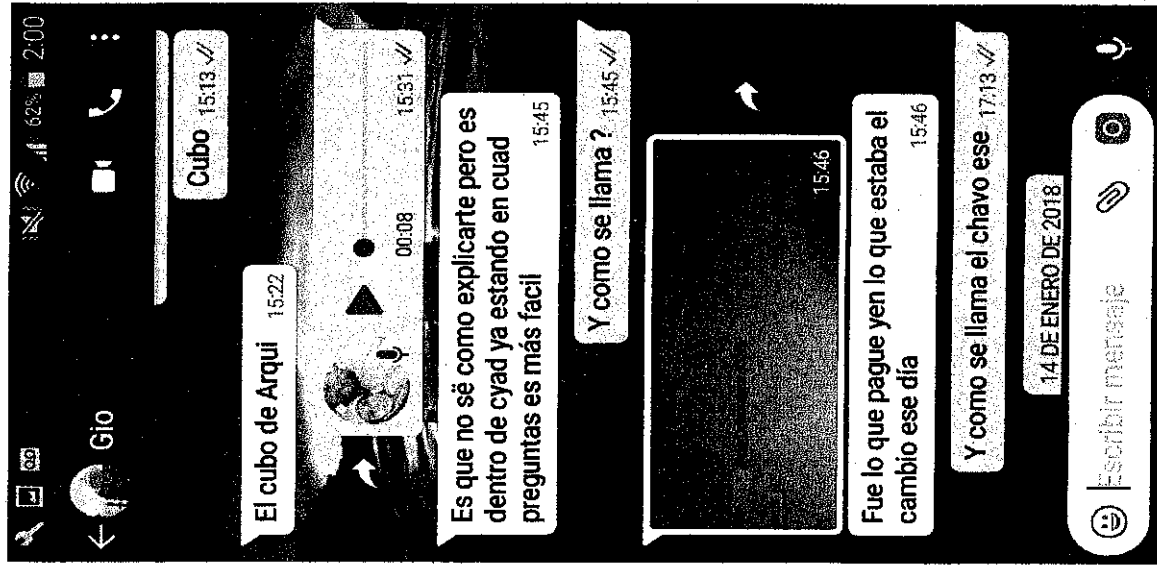 62% 2:00
Gio
Cubo 15:13
El cubo de Arqui 15:22
00:08 15:31
Es que no së como explicarte pero es
dentro de cyad ya estando en cuad
preguntas es más facil 15:45
Y como se llama ? 15:45
15:46
Fue lo que pague yen lo que estaba el
cambio ese día 15:46
Y como se llama el chavo ese 17:13
14 DE ENERO DE 2018
Escribir mensaje